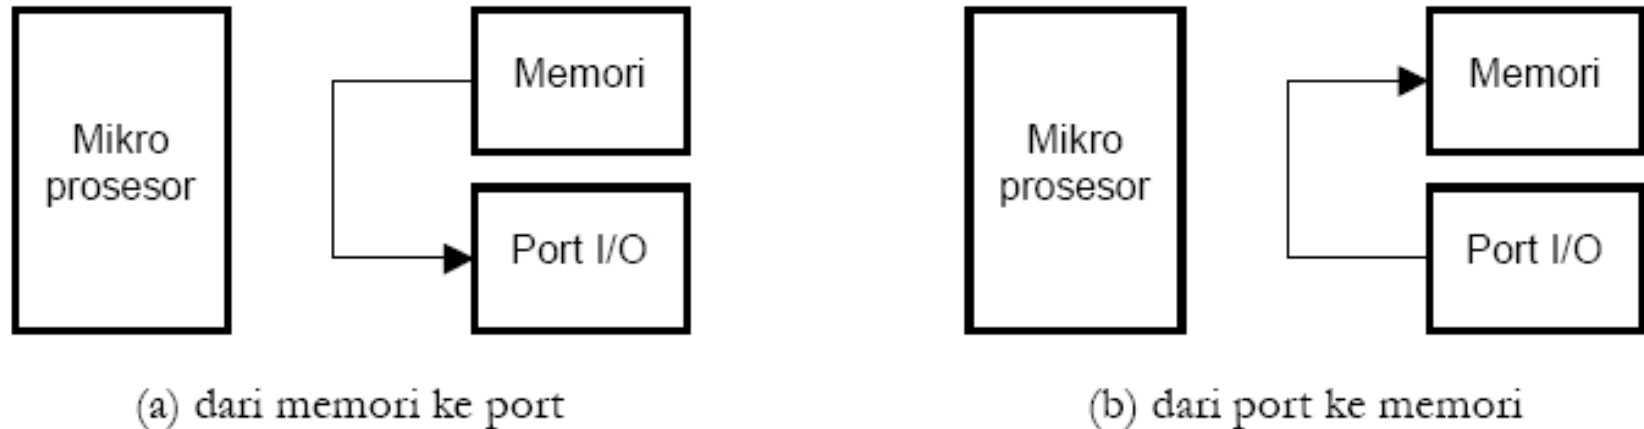 Mikro
prosesor
Memori
Port I/O
(a) dari memori ke port
Mikro
prosesor
Memori
Port I/O
(b) dari port ke memori